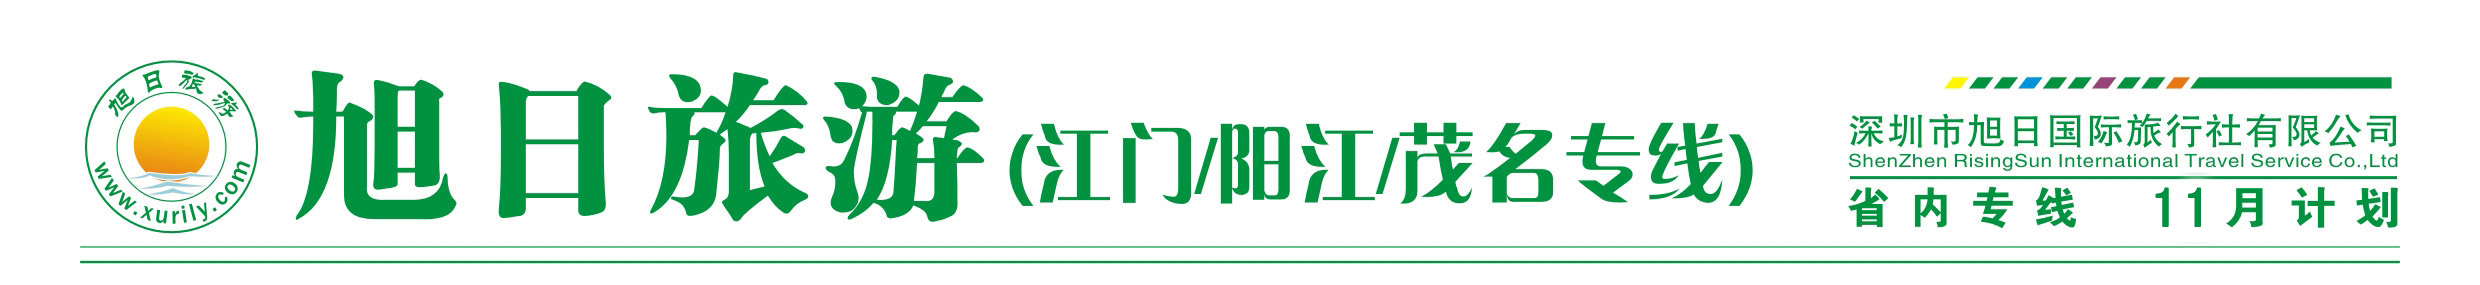 旭日旅游
www.xurily.com
旭日旅游(江门/阳江/茂名专线)
深圳市旭日国际旅行社有限公司
ShenZhen RisingSun International Travel Service Co.,Ltd
省内专线 11月计划